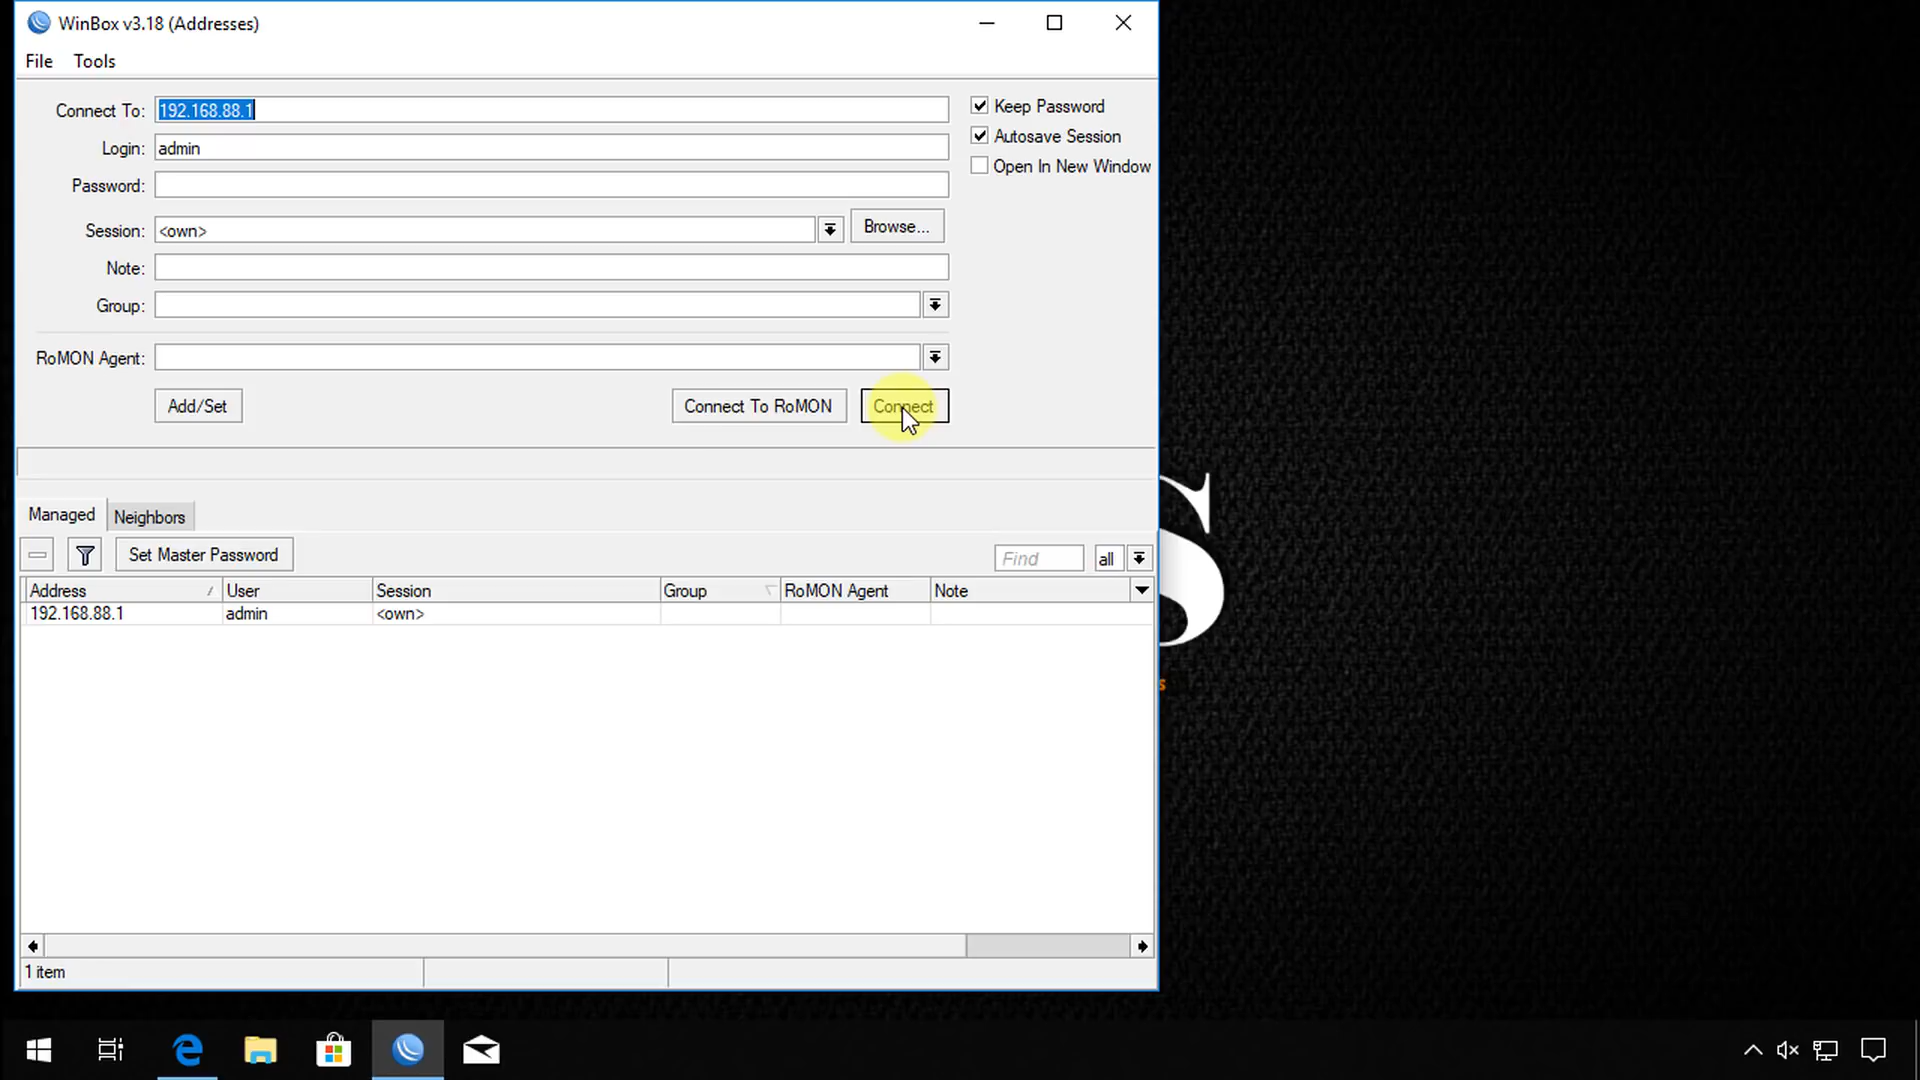 WinBox v3.18 (Addresses)
File Tools
Connect To: 192.168.88.1
Keep Password
Login: admin
Autosave Session
Open In New Window
Password:
Session: <own> Browse...
Note:
Group:
RoMON Agent:
Add/Set Connect To RoMON Connect
Managed Neighbors
Set Master Password Find all
Address User Session Group RoMON Agent Note
192.168.88.1 admin <own>
S
s
1 item